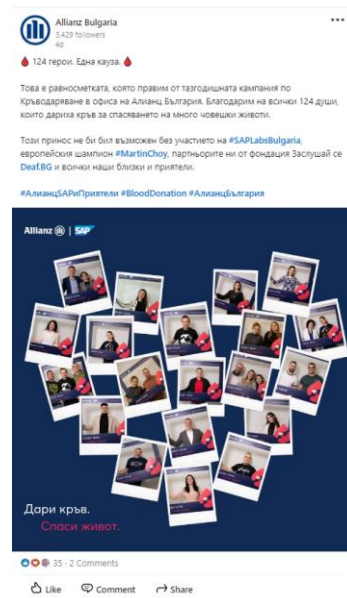 Allianz Bulgaria
3,429 followers
4d
124 герои. Една кауза.
Това е равносметката, която правим от тазгодишната кампания по
Кръводаряване в офиса на Алианц България. Благодарим на всички 124 души,
които дариха кръв за спасяването на много човешки животи.
Този принос не би бил възможен без участието на #SAPLabsBulgaria,
европейския шампион #MartinChoy, партньорите ни от фондация Заслушай се
Deaf.BG и всички наши близки и приятели.
#АлианцSAPиПриятели #BloodDonation #АлианцБългария
Allianz | SAP
Дари кръв.
Спаси живот.
35 · 2 Comments
Like Comment Share